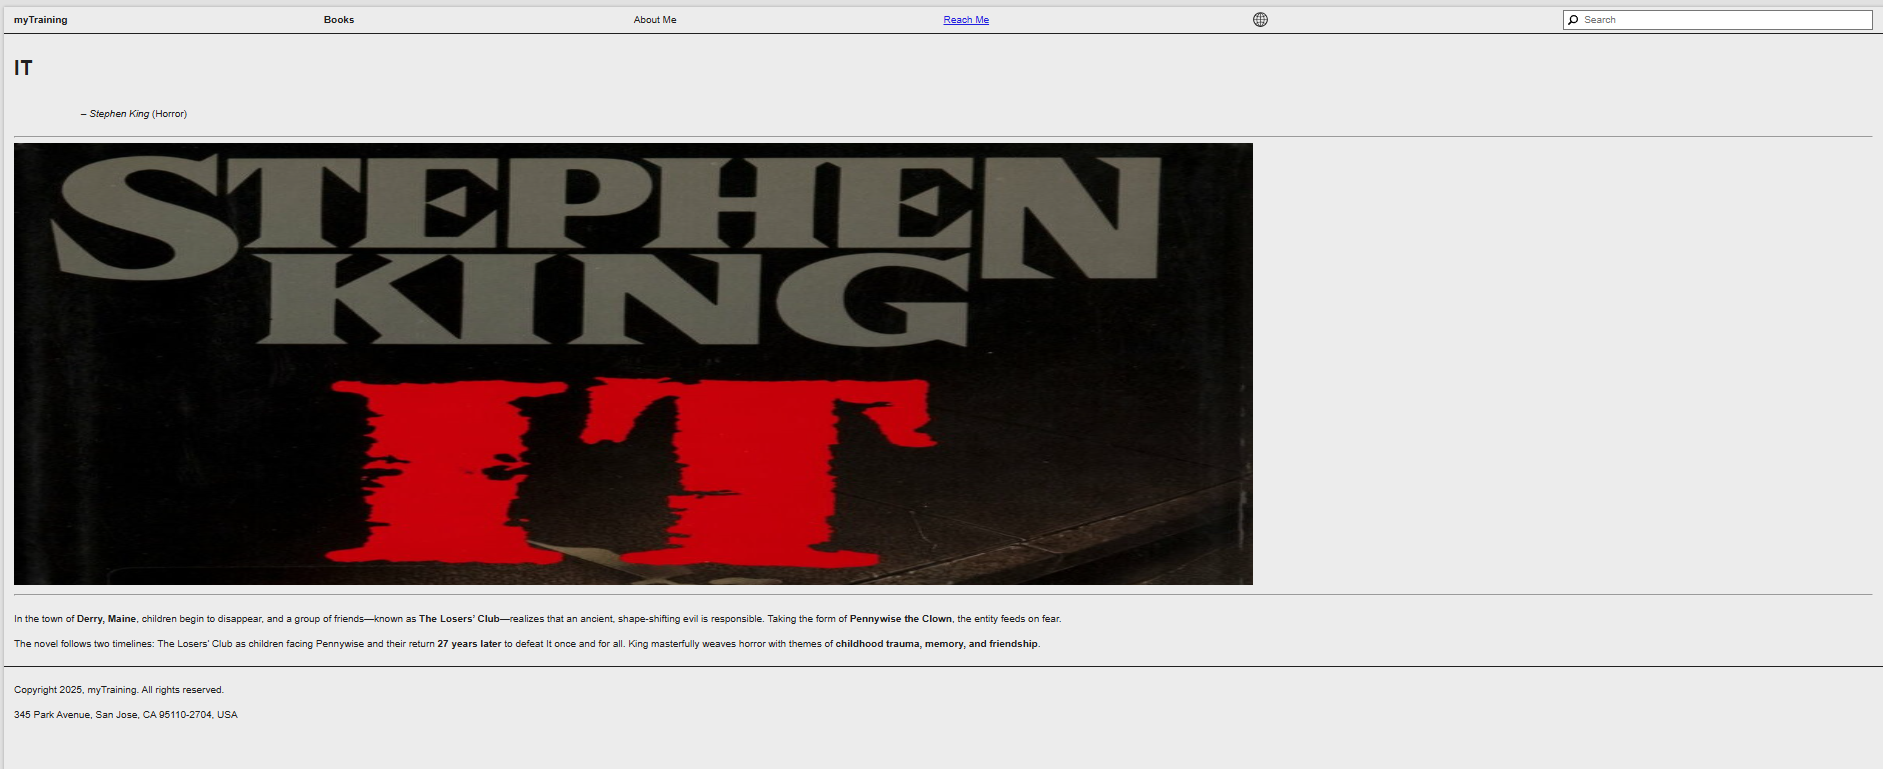 myTraining Books About Me Reach Me Search
IT
– Stephen King (Horror)
STEPHEN
KING
IT
In the town of Derry, Maine, children begin to disappear, and a group of friends—known as The Losers’ Club—realizes that an ancient, shape-shifting evil is responsible. Taking the form of Pennywise the Clown, the entity feeds on fear.
The novel follows two timelines: The Losers’ Club as children facing Pennywise and their return 27 years later to defeat It once and for all. King masterfully weaves horror with themes of childhood trauma, memory, and friendship.
Copyright 2025, myTraining. All rights reserved.
345 Park Avenue, San Jose, CA 95110-2704, USA